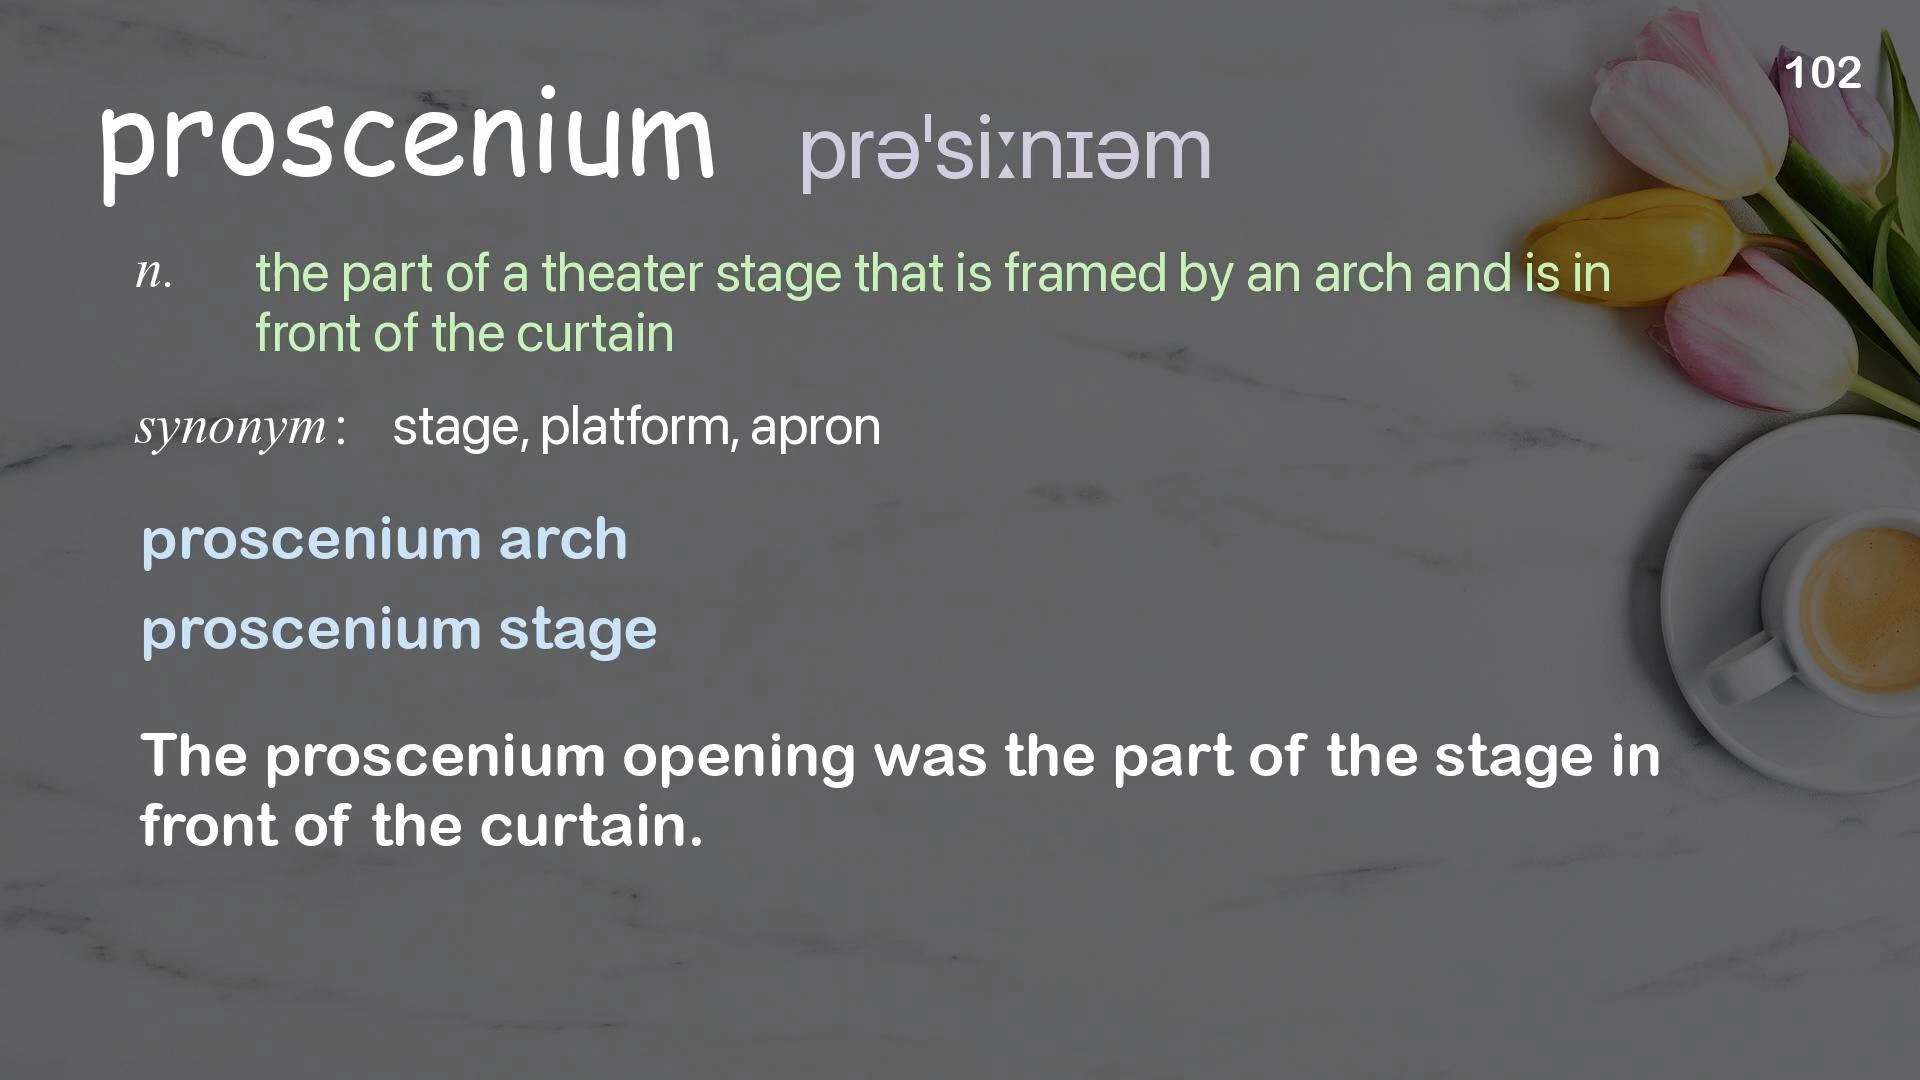 102
proscenium prəˈsiːnɪəm
n. the part of a theater stage that is framed by an arch and is in
front of the curtain
synonym : stage, platform, apron
proscenium arch
proscenium stage
The proscenium opening was the part of the stage in
front of the curtain.